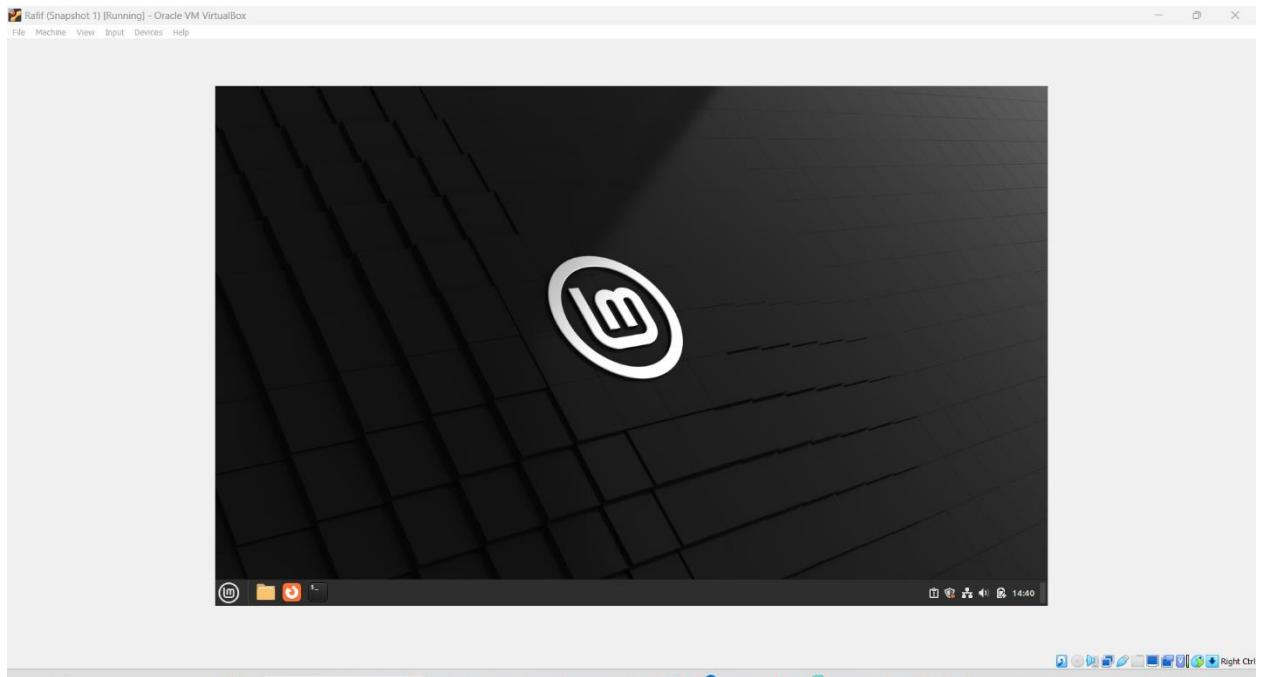 Rafif (Snapshot 1) [Running] - Oracle VM VirtualBox
File Machine View Input Devices Help
14:40
Right Ctrl